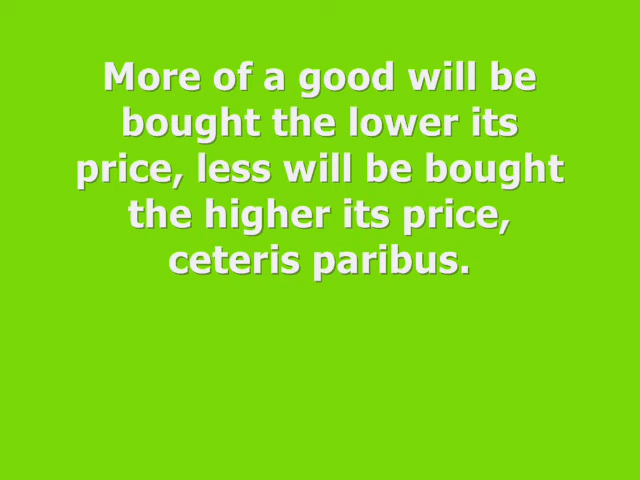 More of a good will be
bought the lower its
price, less will be bought
the higher its price,
ceteris paribus.